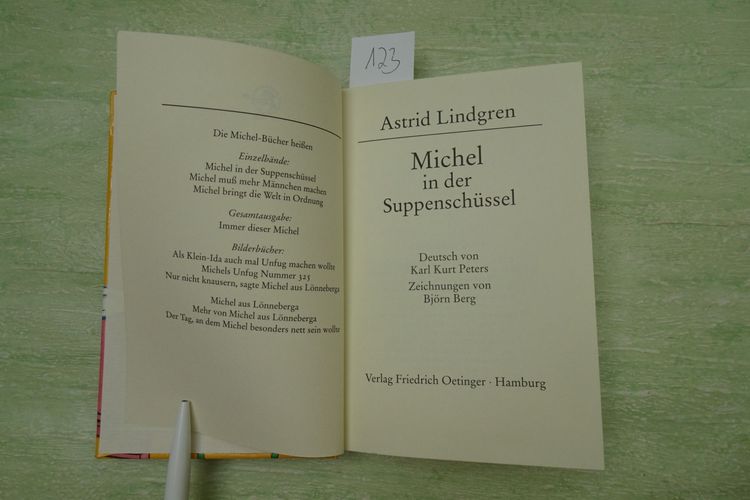 123
Die Michel-Bücher heißen
Einzelbände:
Michel in der Suppenschüssel
Michel muß mehr Männchen machen
Michel bringt die Welt in Ordnung
Gesamtausgabe:
Immer dieser Michel
Bilderbücher:
Als Klein-Ida auch mal Unfug machen wollte
Michels Unfug Nummer 325
Nur nicht knausern, sagte Michel aus Lönneberga
Michel aus Lönneberga
Mehr von Michel aus Lönneberga
Der Tag, an dem Michel besonders nett sein wollte
Astrid Lindgren
Michel
in der
Suppenschüssel
Deutsch von
Karl Kurt Peters
Zeichnungen von
Björn Berg
Verlag Friedrich Oetinger · Hamburg